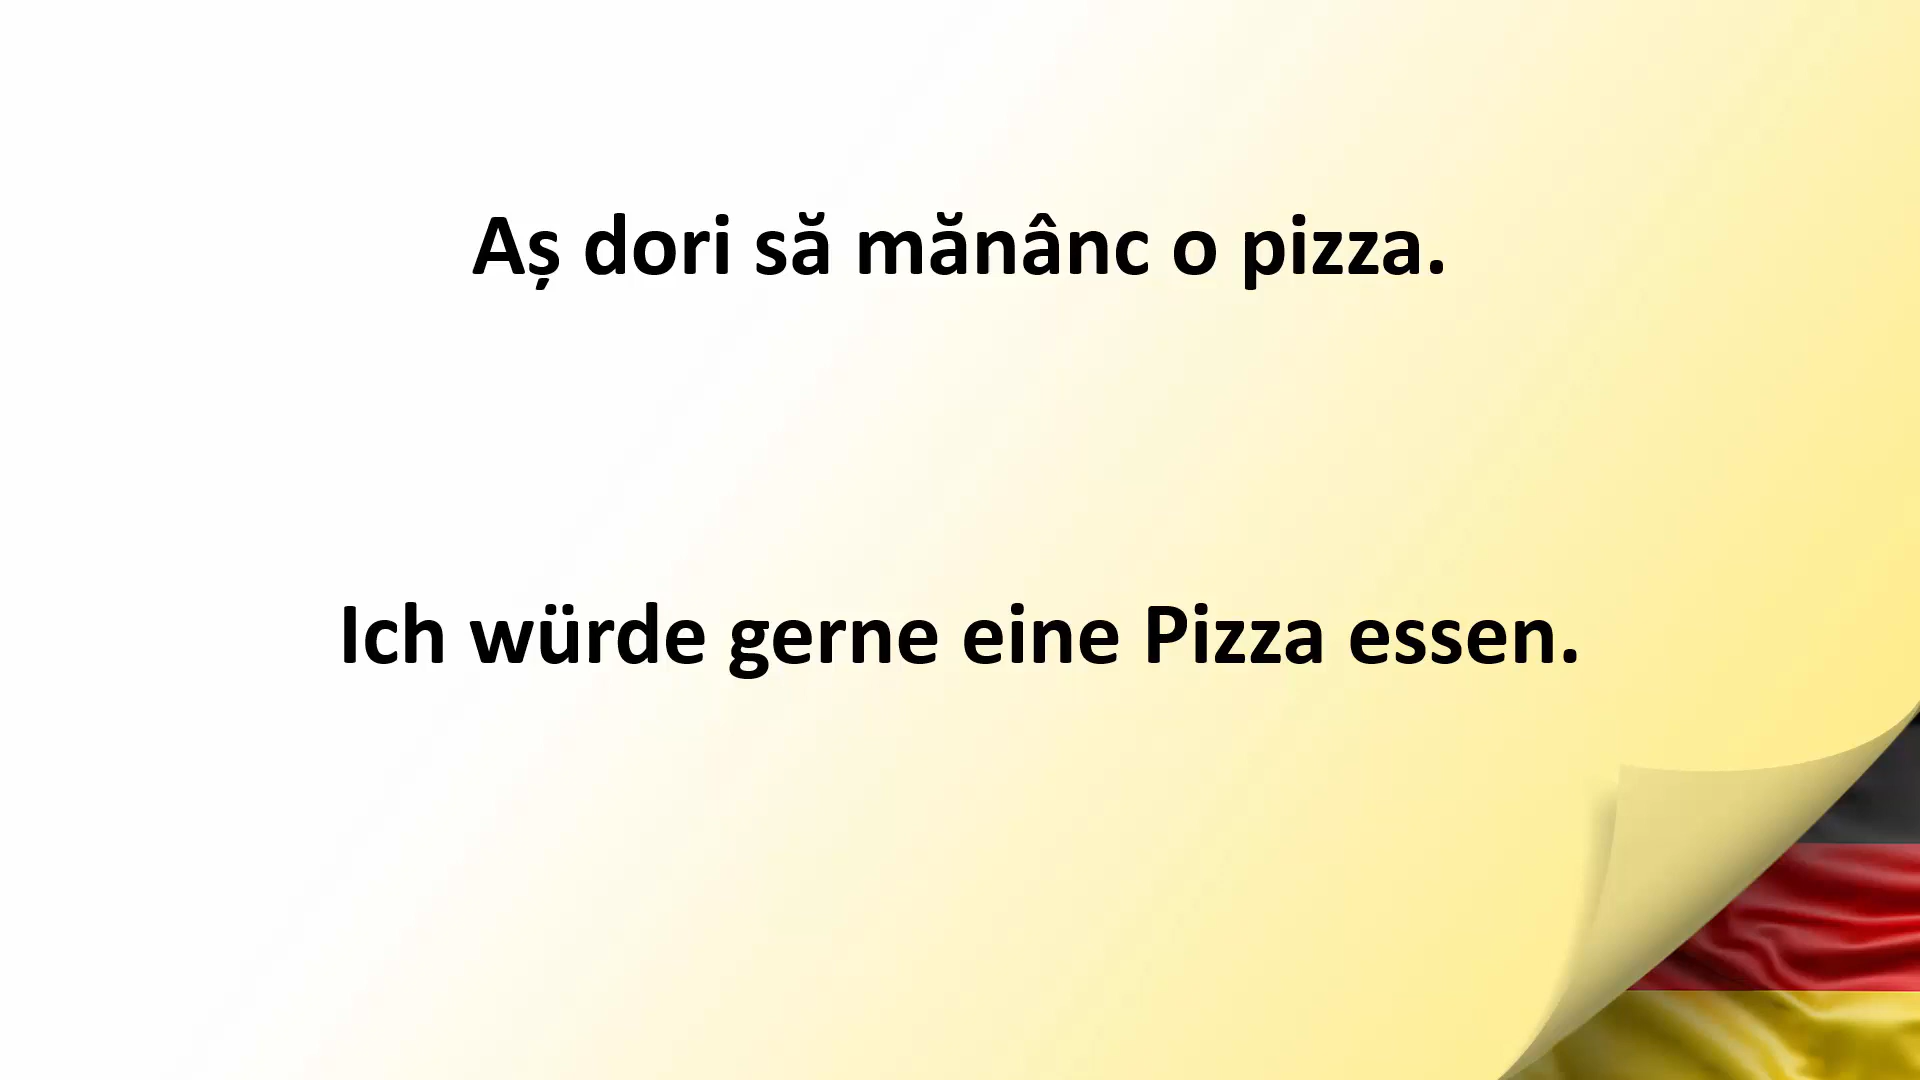 Aș dori să mănânc o pizza.
Ich würde gerne eine Pizza essen.